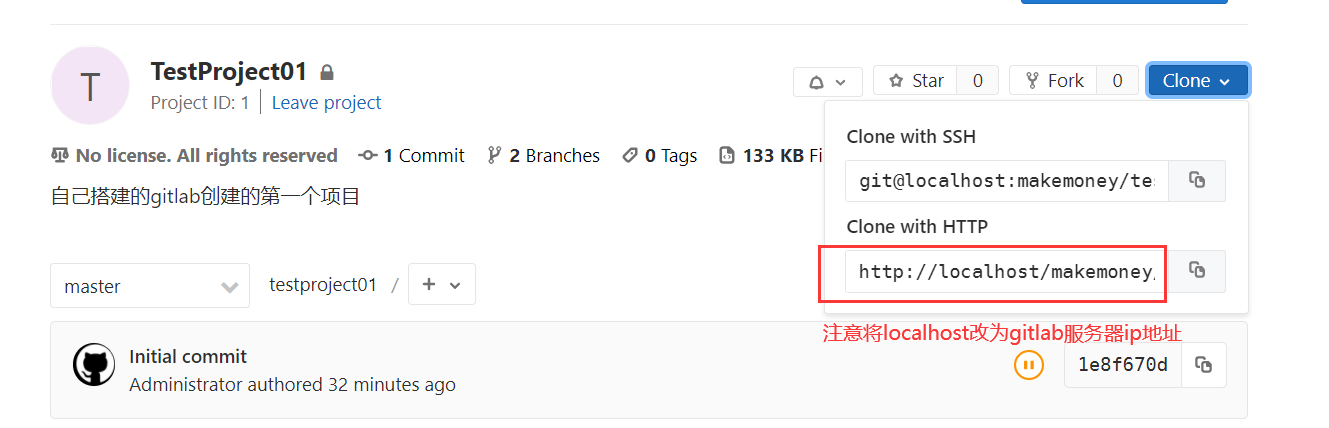 T
TestProject01
Project ID: 1
Leave project
Star
0
Fork
0
Clone
No license. All rights reserved
1 Commit
2 Branches
0 Tags
133 KB Fi
自己搭建的gitlab创建的第一个项目
Clone with SSH
git@localhost:makemoney/te
Clone with HTTP
http://localhost/makemoney/
注意将localhost改为gitlab服务器ip地址
master
testproject01 /
Initial commit
Administrator authored 32 minutes ago
1e8f670d